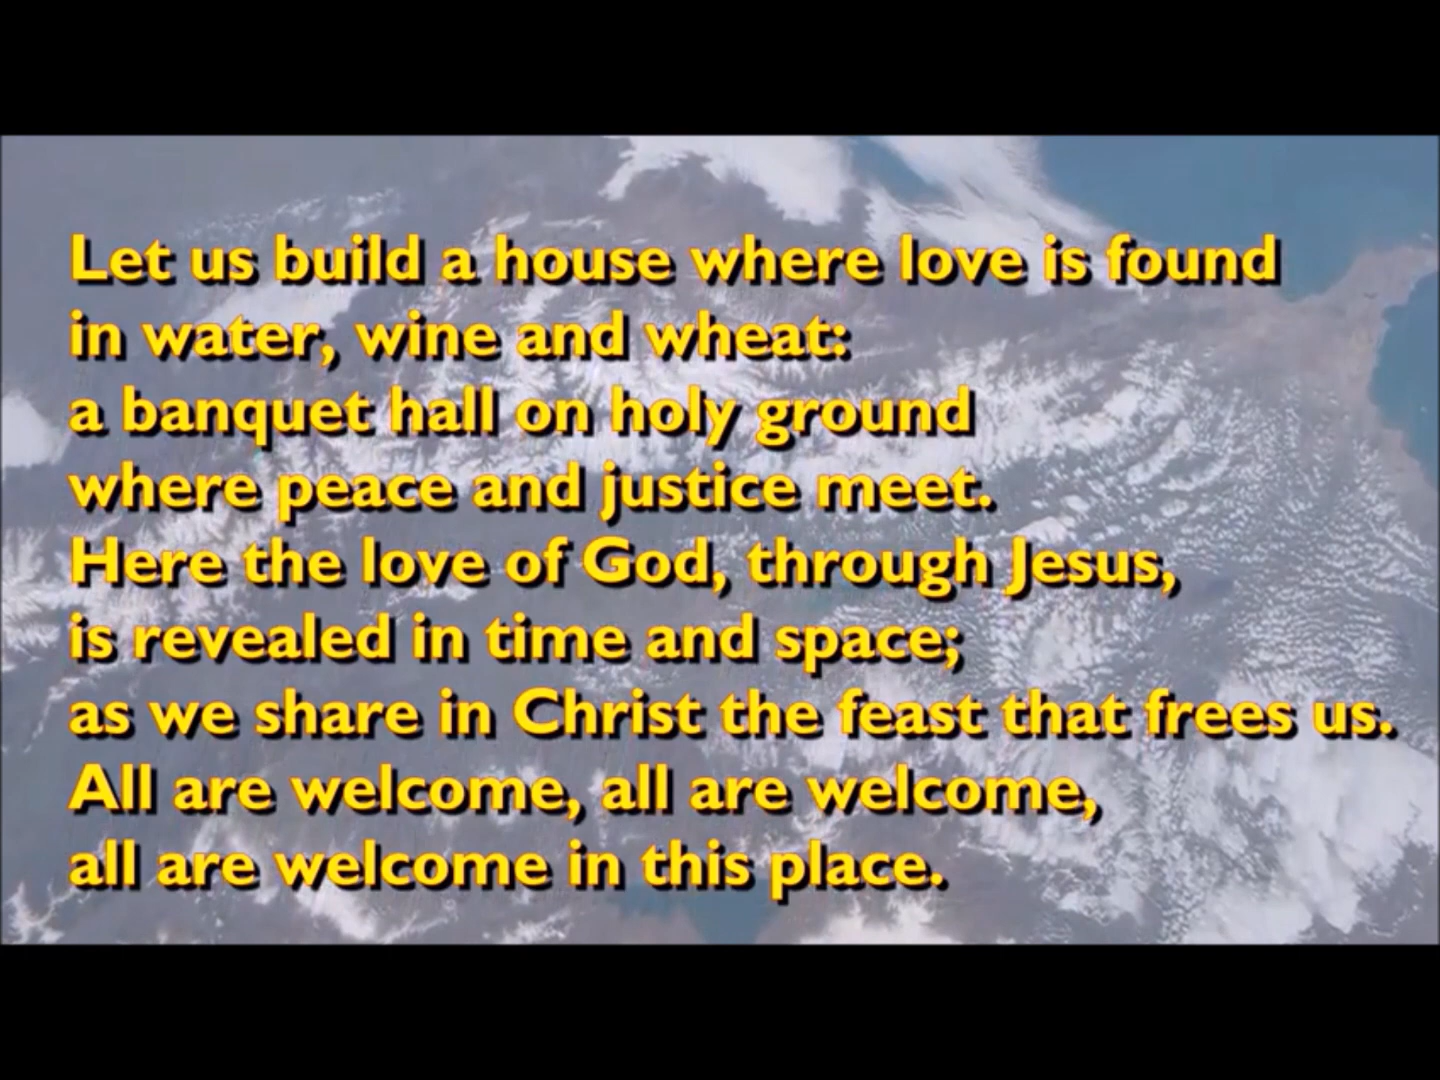 Let us build a house where love is found
in water, wine and wheat:
a banquet hall on holy ground
where peace and justice meet.
Here the love of God, through Jesus,
is revealed in time and space;
as we share in Christ the feast that frees us.
All are welcome, all are welcome,
all are welcome in this place.